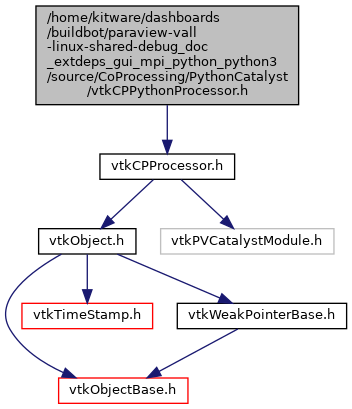 /home/kitware/dashboards
/buildbot/paraview-vall
-linux-shared-debug_doc
_extdeps_gui_mpi_python_python3
/source/CoProcessing/PythonCatalyst
/vtkCPPythonProcessor.h
vtkCPProcessor.h
vtkObject.h
vtkPVCatalystModule.h
vtkTimeStamp.h
vtkWeakPointerBase.h
vtkObjectBase.h